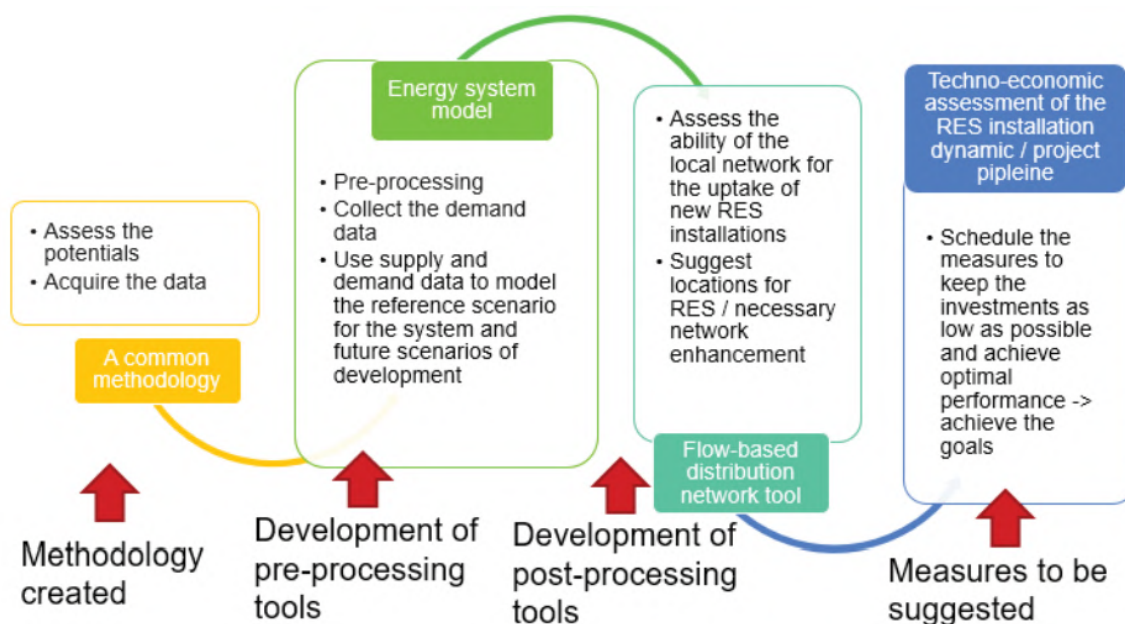 • Assess the
potentials
• Acquire the data
A common
methodology
Energy system
model
• Pre-processing
• Collect the demand
data
• Use supply and
demand data to model
the reference scenario
for the system and
future scenarios of
development
• Assess the
ability of the
local network for
the uptake of
new RES
installations
• Suggest
locations for
RES / necessary
network
enhancement
Flow-based
distribution
network tool
Techno-economic
assessment of the
RES installation
dynamic / project
pipleine
• Schedule the
measures to
keep the
investments as
low as possible
and achieve
optimal
performance ->
achieve the
goals
Methodology
created
Development of
pre-processing
tools
Development of
post-processing
tools
Measures to be
suggested